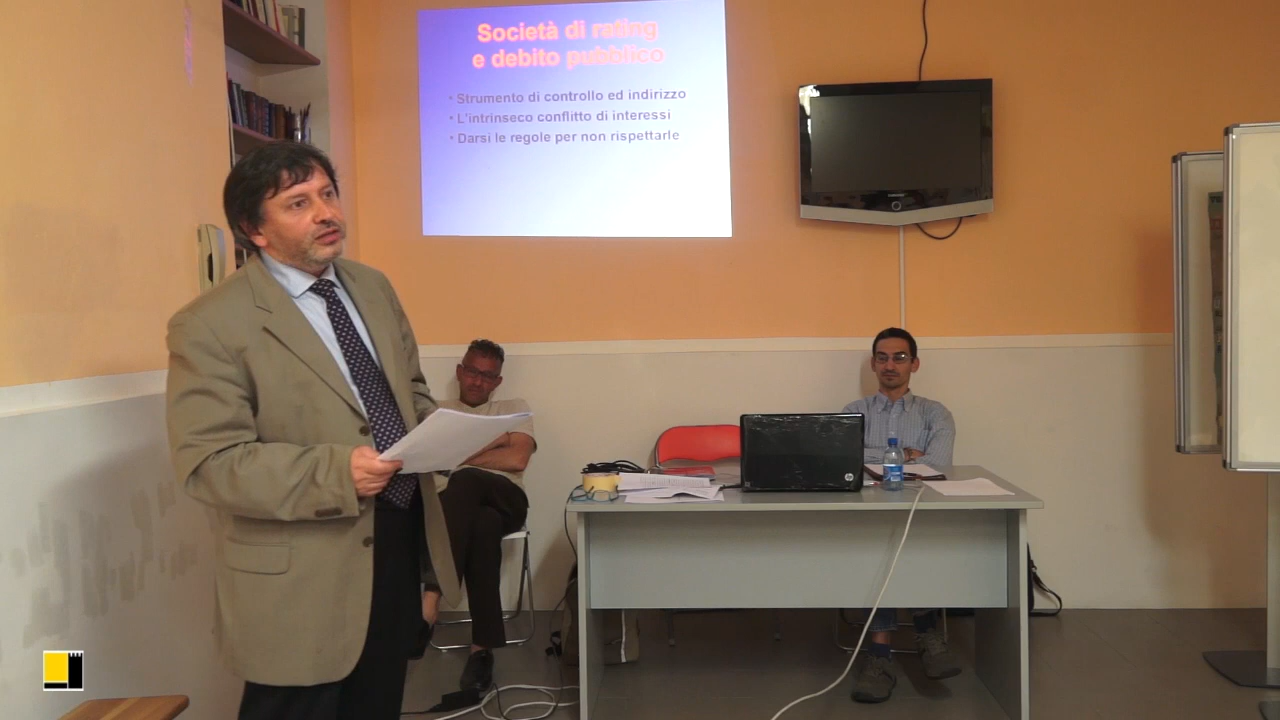 Società di rating
e debito pubblico
• Strumento di controllo ed indirizzo
• L'intrinseco conflitto di interessi
• Darsi le regole per non rispettarle
hp